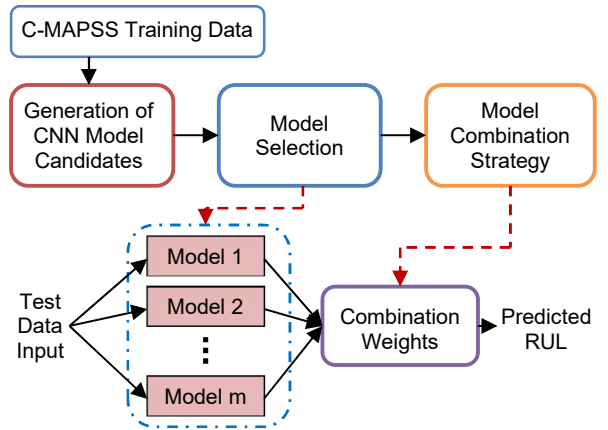 C-MAPSS Training Data
Generation of
CNN Model
Candidates
Model
Selection
Model
Combination
Strategy
Model 1
Model 2
Model m
Test
Data
Input
Combination
Weights
Predicted
RUL